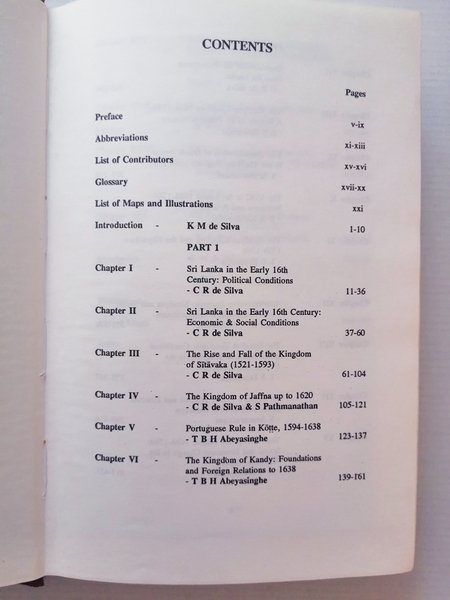 CONTENTS
Pages
Preface
v-ix
Abbreviations
xi-xiii
List of Contributors
xv-xvi
Glossary
xvii-xx
List of Maps and Illustrations
xxi
Introduction - K M de Silva 1-10
PART 1
Chapter I - Sri Lanka in the Early 16th
Century: Political Conditions
- C R de Silva 11-36
Chapter II - Sri Lanka in the Early 16th Century:
Economic & Social Conditions
- C R de Silva 37-60
Chapter III - The Rise and Fall of the Kingdom
of Sītāvaka (1521-1593)
- C R de Silva 61-104
Chapter IV - The Kingdom of Jaffna up to 1620
- C R de Silva & S Pathmanathan 105-121
Chapter V - Portuguese Rule in Kōṭṭe, 1594-1638
- T B H Abeyasinghe 123-137
Chapter VI - The Kingdom of Kandy: Foundations
and Foreign Relations to 1638
- T B H Abeyasinghe 139-161